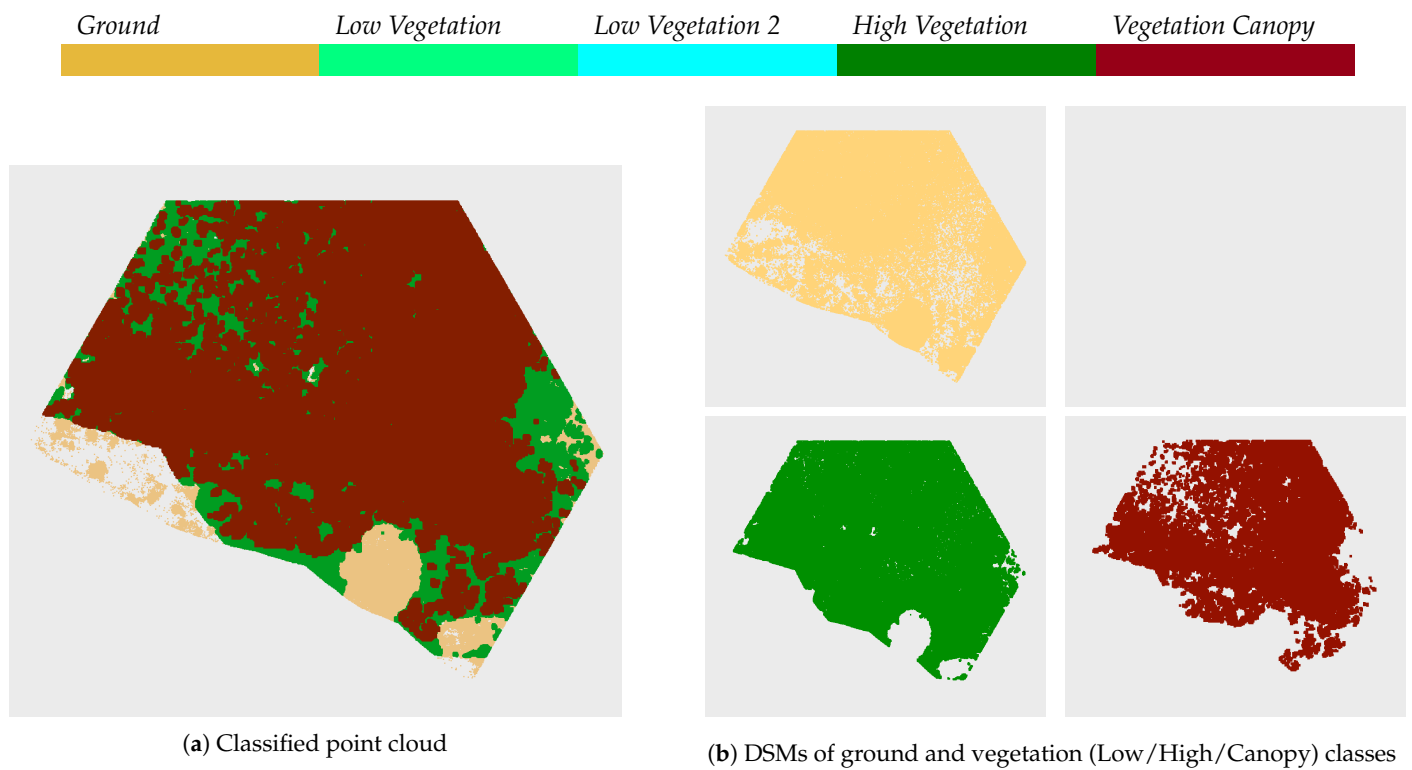 Ground Low Vegetation Low Vegetation 2 High Vegetation Vegetation Canopy
(a) Classified point cloud
(b) DSMs of ground and vegetation (Low/High/Canopy) classes